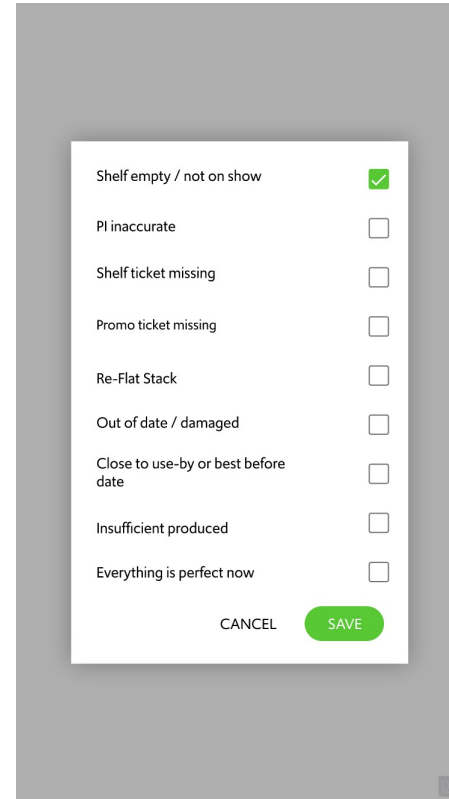 Shelf empty / not on show
PI inaccurate
Shelf ticket missing
Promo ticket missing
Re-Flat Stack
Out of date / damaged
Close to use-by or best before
date
Insufficient produced
Everything is perfect now
CANCEL SAVE